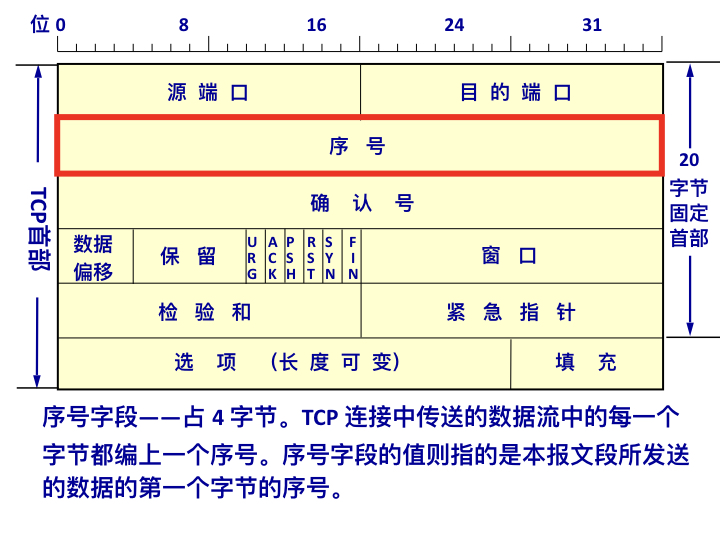 位 0 8 16 24 31
源 端 口 目 的 端 口
序 号
确 认 号
数据
偏移
保 留
URG
ACK
PSH
RST
SYN
FIN
窗 口
检 验 和 紧 急 指 针
选 项 （长 度 可 变） 填 充
TCP首部
20
字节
固定
首部
序号字段——占 4 字节。TCP 连接中传送的数据流中的每一个
字节都编上一个序号。序号字段的值则指的是本报文段所发送
的数据的第一个字节的序号。